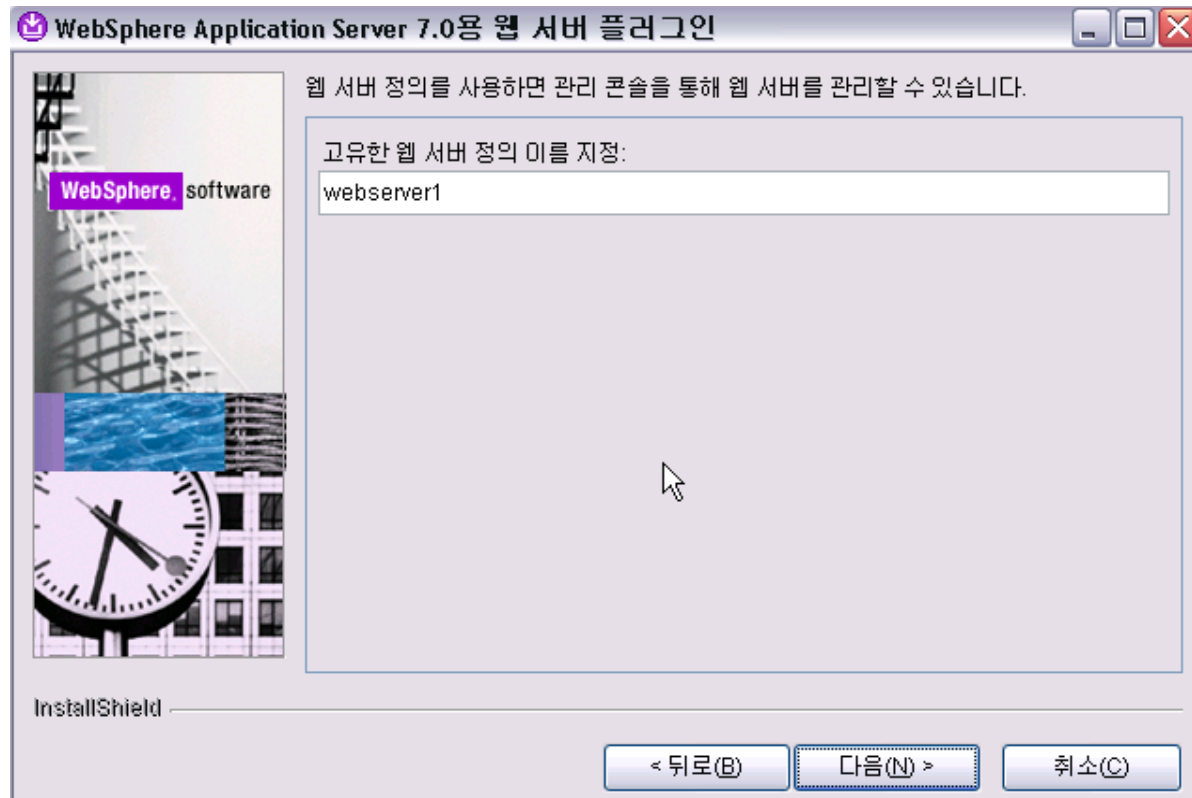 WebSphere Application Server 7.0용 웹 서버 플러그인
웹 서버 정의를 사용하면 관리 콘솔을 통해 웹 서버를 관리할 수 있습니다.
고유한 웹 서버 정의 이름 지정:
webserver1
WebSphere. software
InstallShield
< 뒤로(B)
다음(N) >
취소(C)